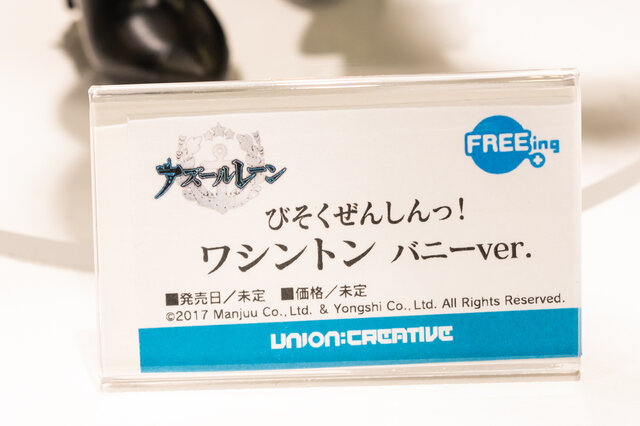 アズールレーン
FREEing
びそくぜんしんっ!
ワシントン バニーver.
■発売日/未定 ■価格/未定
©2017 Manjuu Co.,Ltd. & Yongshi Co.,Ltd. All Rights Reserved.
UNION:CREATIVE